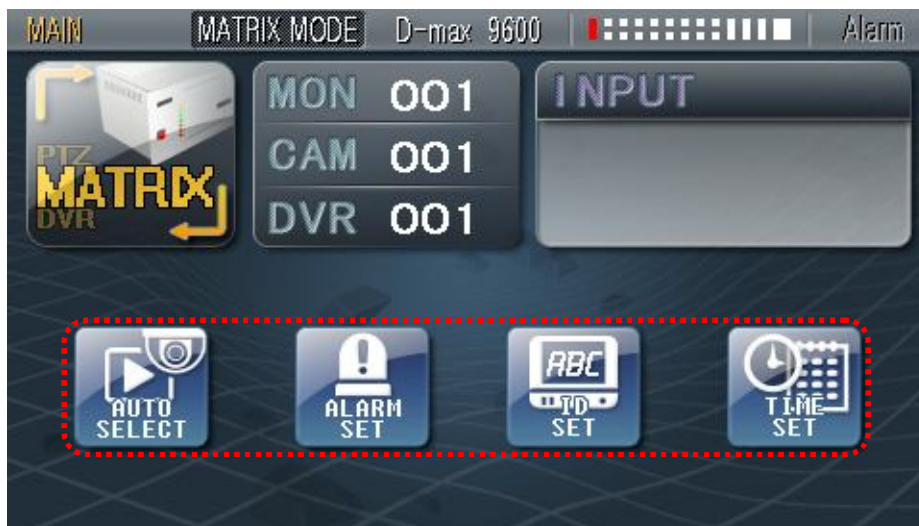 MAIN MATRIX MODE D-max 9600 Alarm
PTZ
MATRIX
DVR
MON 001
CAM 001
DVR 001
INPUT
AUTO
SELECT
ALARM
SET
ABC
ID
SET
TIME
SET